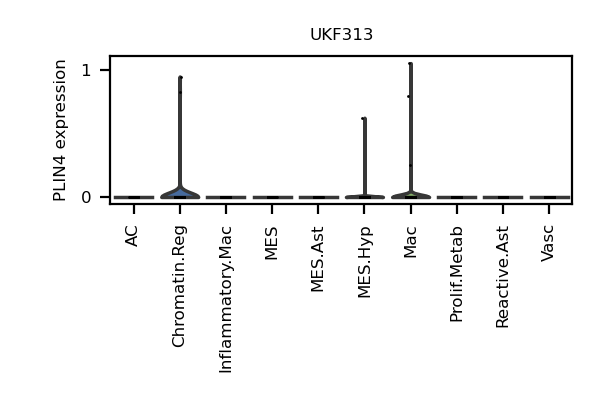 UKF313
PLIN4 expression
1
0
AC
Chromatin.Reg
Inflammatory.Mac
MES
MES.Ast
MES.Hyp
Mac
Prolif.Metab
Reactive.Ast
Vasc